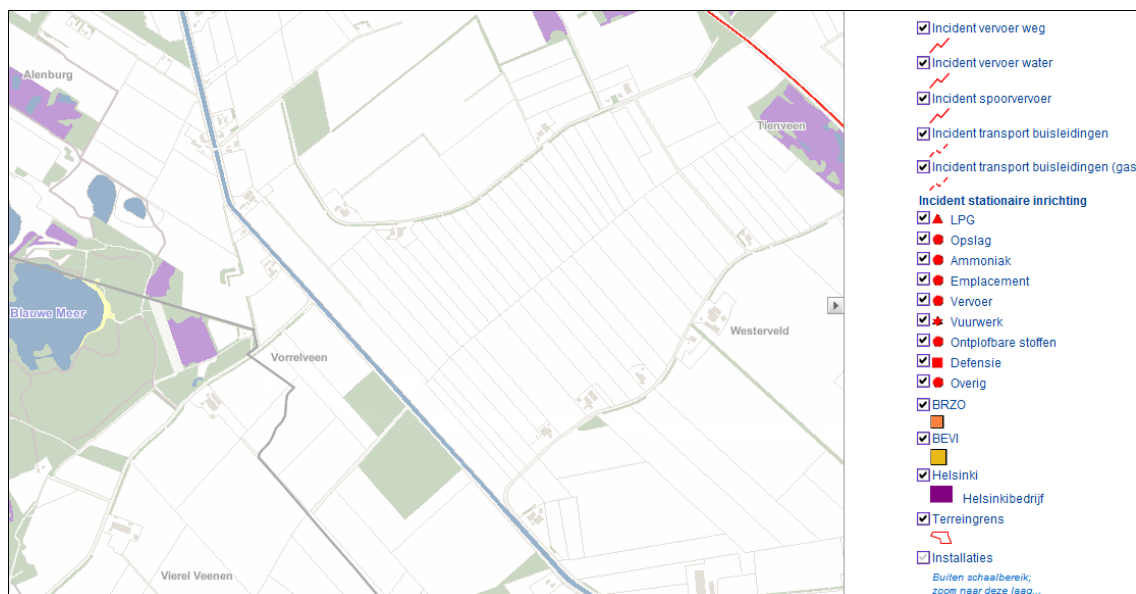 Alenburg
Tienveen
Blauwe Meer
Westerveld
Vorrelveen
Vierel Veenen
Incident vervoer weg
Incident vervoer water
Incident spoorvervoer
Incident transport buisleidingen
Incident transport buisleidingen (gas
Incident stationaire inrichting
LPG
Opslag
Ammoniak
Emplacement
Vervoer
Vuurwerk
Ontplofbare stoffen
Defensie
Overig
BRZO
BEVI
Helsinki
Helsinkibedrijf
Terreingrens
Installaties
Buiten schaalbereik;
zoom naar deze laag...